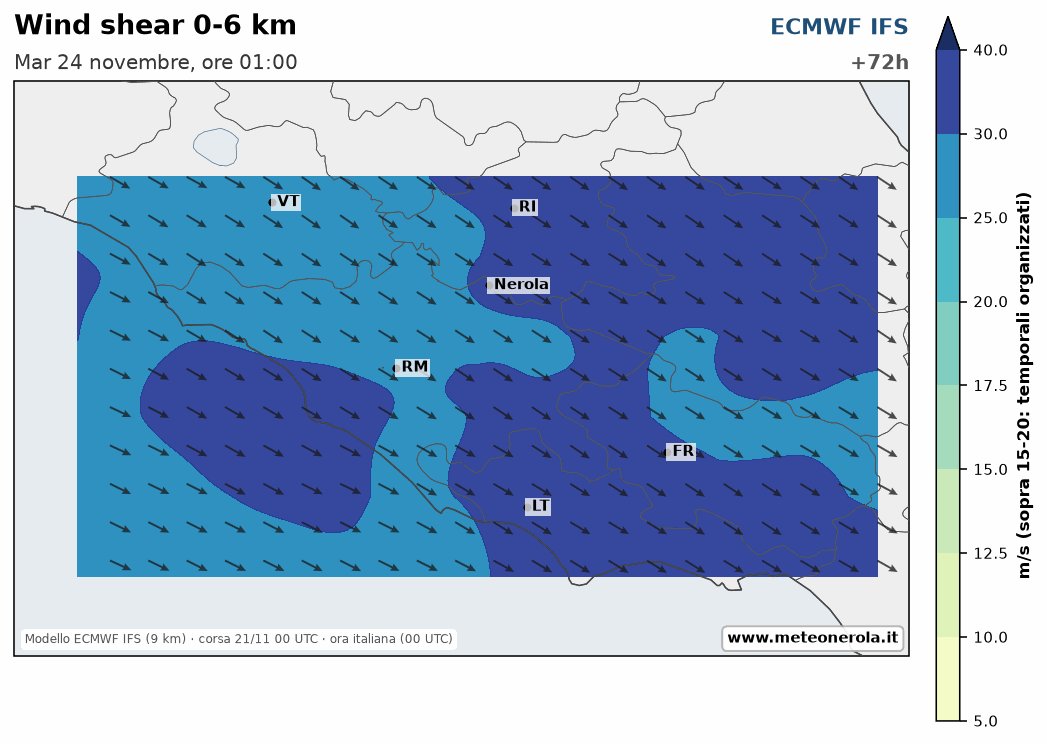 Wind shear 0-6 km
ECMWF IFS
Mar 24 novembre, ore 01:00
+72h
VT
RI
Nerola
RM
FR
LT
Modello ECMWF IFS (9 km) · corsa 21/11 00 UTC · ora italiana (00 UTC)
www.meteonerola.it
40.0
30.0
25.0
20.0
17.5
15.0
12.5
10.0
5.0
m/s (sopra 15-20: temporali organizzati)